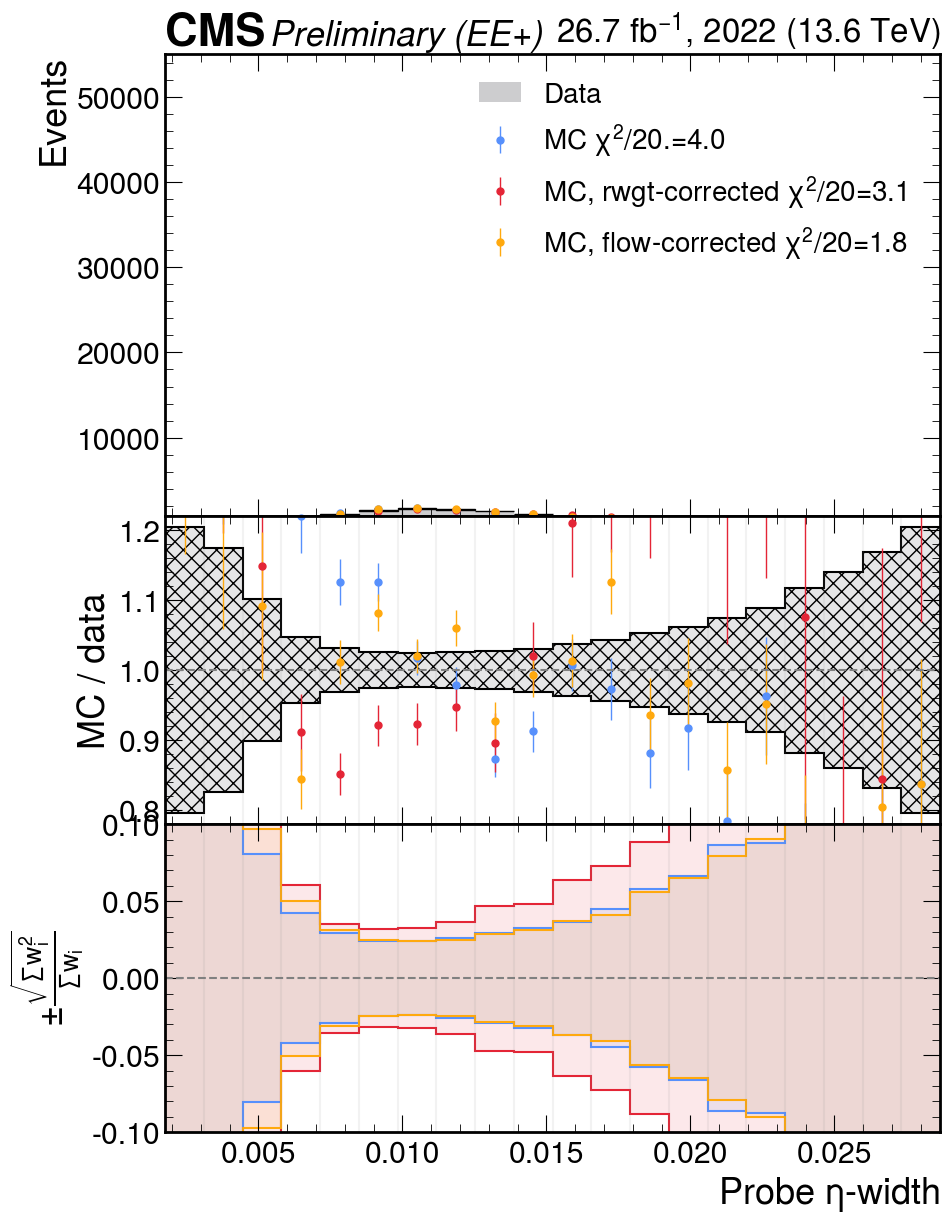 CMS Preliminary (EE+) 26.7 fb⁻¹, 2022 (13.6 TeV)
Events
50000
40000
30000
20000
10000
Data
MC χ²/20.=4.0
MC, rwgt-corrected χ²/20=3.1
MC, flow-corrected χ²/20=1.8
MC / data
1.2
1.1
1.0
0.9
0.8
±√Σwᵢ²/Σwᵢ
0.10
0.05
0.00
-0.05
-0.10
0.005 0.010 0.015 0.020 0.025
Probe η-width